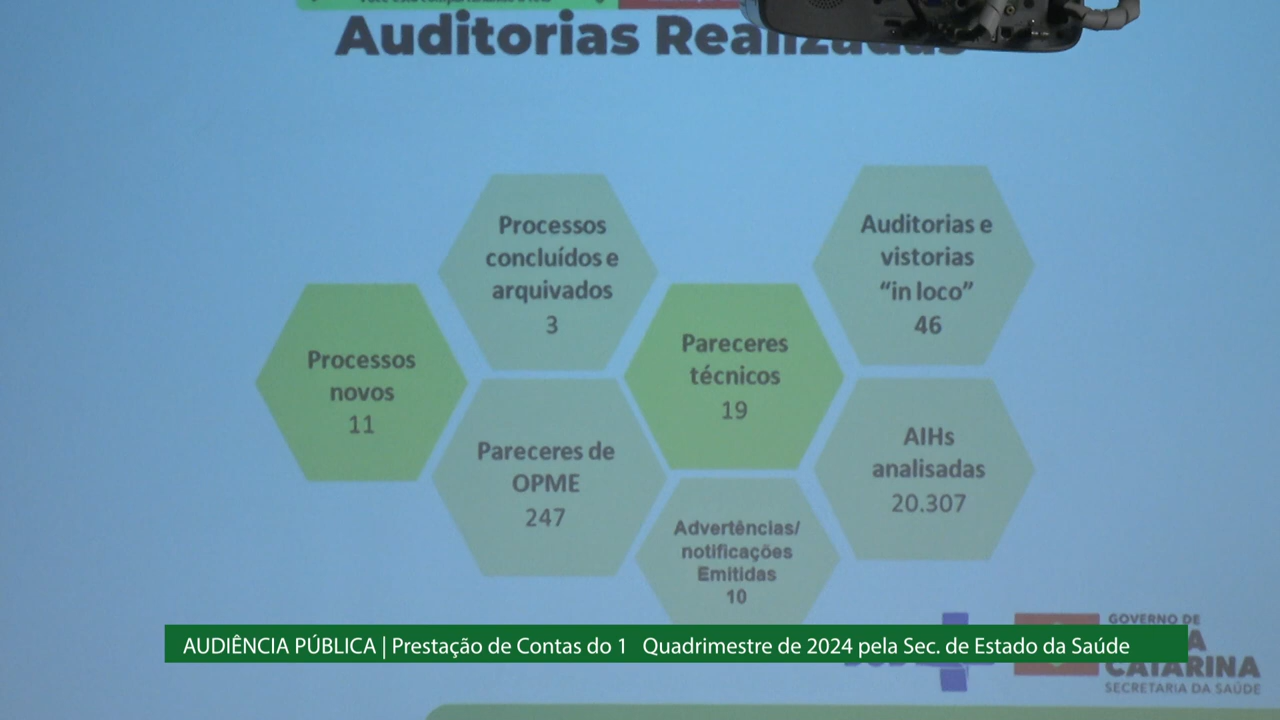 Auditorias Realizadas
Processos
concluídos e
arquivados
3
Auditorias e
vistorias
“in loco”
46
Processos
novos
11
Pareceres
técnicos
19
Pareceres de
OPME
247
AIHs
analisadas
20.307
Advertências/
notificações
Emitidas
10
AUDIÊNCIA PÚBLICA | Prestação de Contas do 1 Quadrimestre de 2024 pela Sec. de Estado da Saúde
GOVERNO DE
CATARINA
SECRETARIA DA SAÚDE